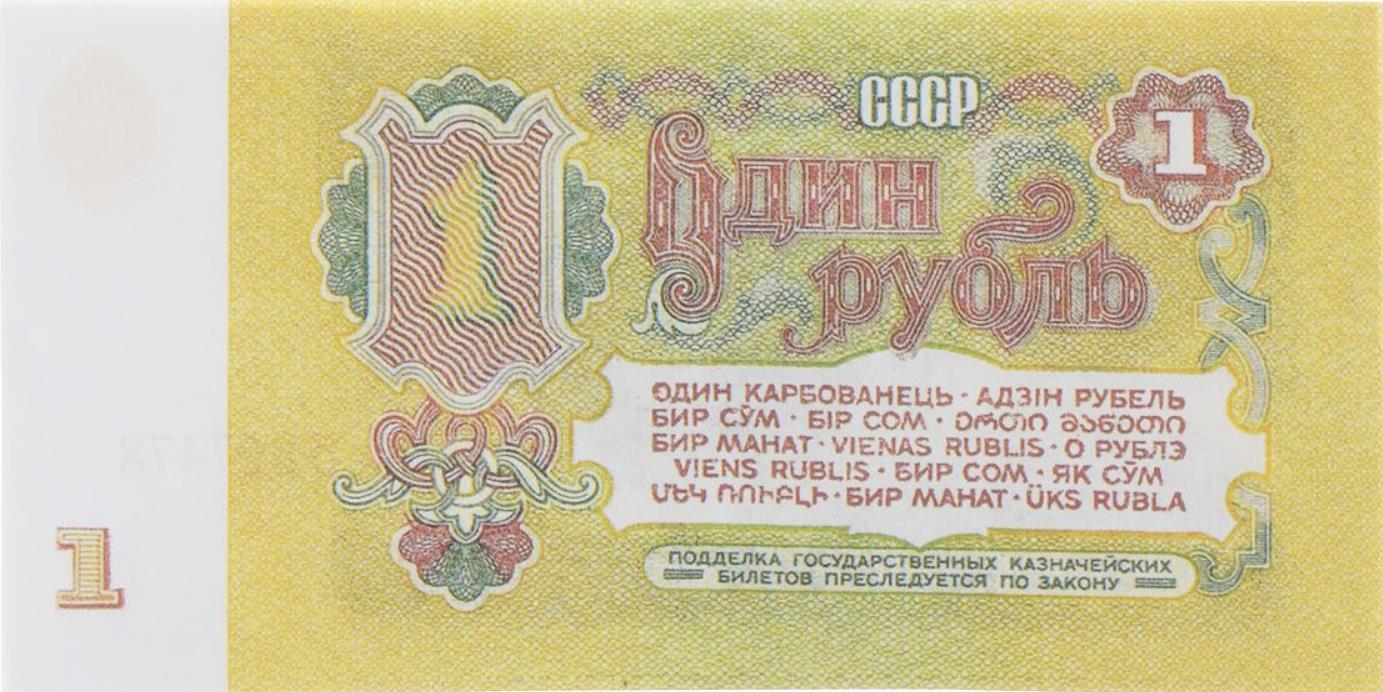 СССР
1
1
Один
рубль
ОДИН КАРБОВАНЕЦЬ · АДЗІН РУБЕЛЬ
БИР СЎМ · БІР СОМ · ᲔᲠᲗᲘ ᲛᲐᲜᲔᲗᲘ
БИР МАНАТ · VIENAS RUBLIS · О РУБЛЭ
VIENS RUBLIS · БИР СОМ · ЯК СӮМ
ՄԵԿ ՌՈՒԲԼԻ · БИР МАНАТ · ÜKS RUBLA
ПОДДЕЛКА ГОСУДАРСТВЕННЫХ КАЗНАЧЕЙСКИХ
БИЛЕТОВ ПРЕСЛЕДУЕТСЯ ПО ЗАКОНУ
1